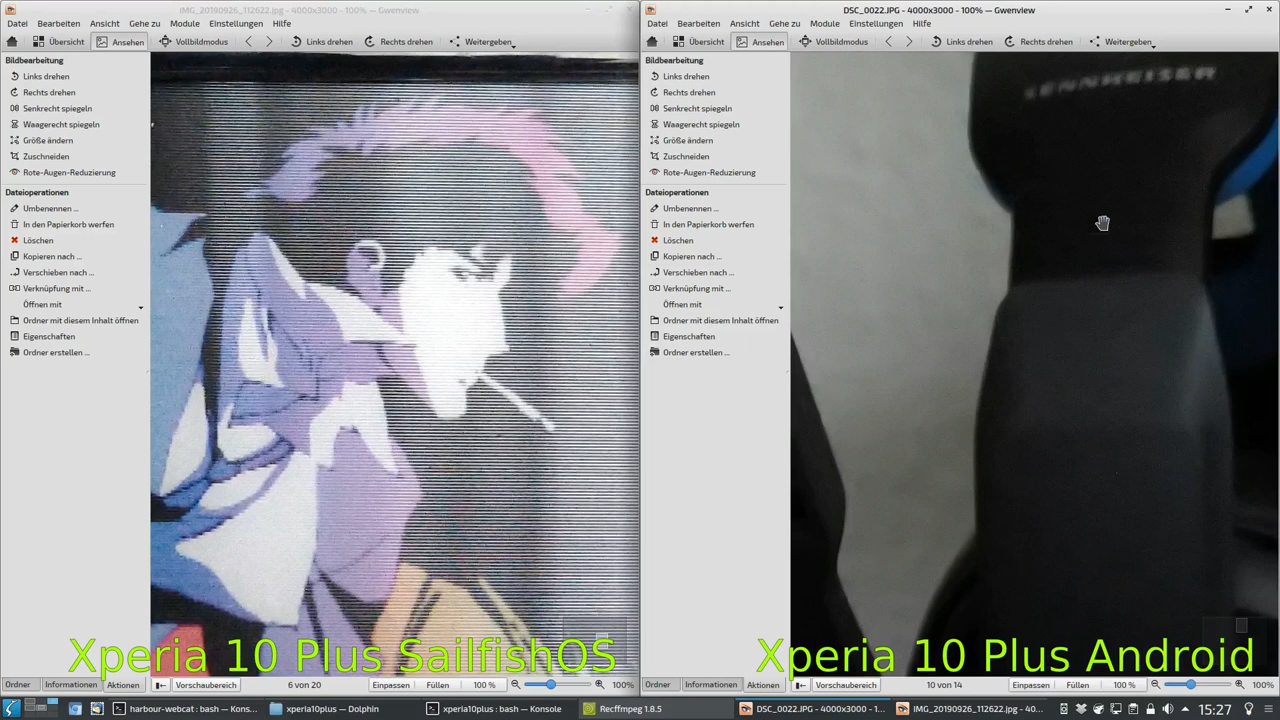 IMG_20190926_112622.jpg - 4000x3000 - 100% — Gwenview
Datei Bearbeiten Ansicht Gehe zu Module Einstellungen Hilfe
Übersicht Ansehen Vollbildmodus Links drehen Rechts drehen Weitergeben
Bildbearbeitung
Links drehen
Rechts drehen
Senkrecht spiegeln
Waagerecht spiegeln
Größe ändern
Zuschneiden
Rote-Augen-Reduzierung
Dateioperationen
Umbenennen ...
In den Papierkorb werfen
Löschen
Kopieren nach ...
Verschieben nach ...
Verknüpfung mit ...
Öffnen mit
Ordner mit diesem Inhalt öffnen
Eigenschaften
Ordner erstellen ...
Xperia 10 Plus SailfishOS
Ordner Informationen Aktionen Vorschaubereich 6 von 20 Einpassen Füllen 100 % 100%
DSC_0022.JPG - 4000x3000 - 100% — Gwenview
Datei Bearbeiten Ansicht Gehe zu Module Einstellungen Hilfe
Übersicht Ansehen Vollbildmodus Links drehen Rechts drehen Weitergeben
Bildbearbeitung
Links drehen
Rechts drehen
Senkrecht spiegeln
Waagerecht spiegeln
Größe ändern
Zuschneiden
Rote-Augen-Reduzierung
Dateioperationen
Umbenennen ...
In den Papierkorb werfen
Löschen
Kopieren nach ...
Verschieben nach ...
Verknüpfung mit ...
Öffnen mit
Ordner mit diesem Inhalt öffnen
Eigenschaften
Ordner erstellen ...
Xperia 10 Plus Android
Ordner Informationen Aktionen Vorschaubereich 10 von 14 Einpassen Füllen 100 % 100%
harbour-webcat : bash — Kons... xperia10plus — Dolphin xperia10plus : bash — Konsole Recffmpeg 1.8.5 DSC_0022.JPG - 4000x3000 - 1... IMG_20190926_112622.jpg - 40... 15:27